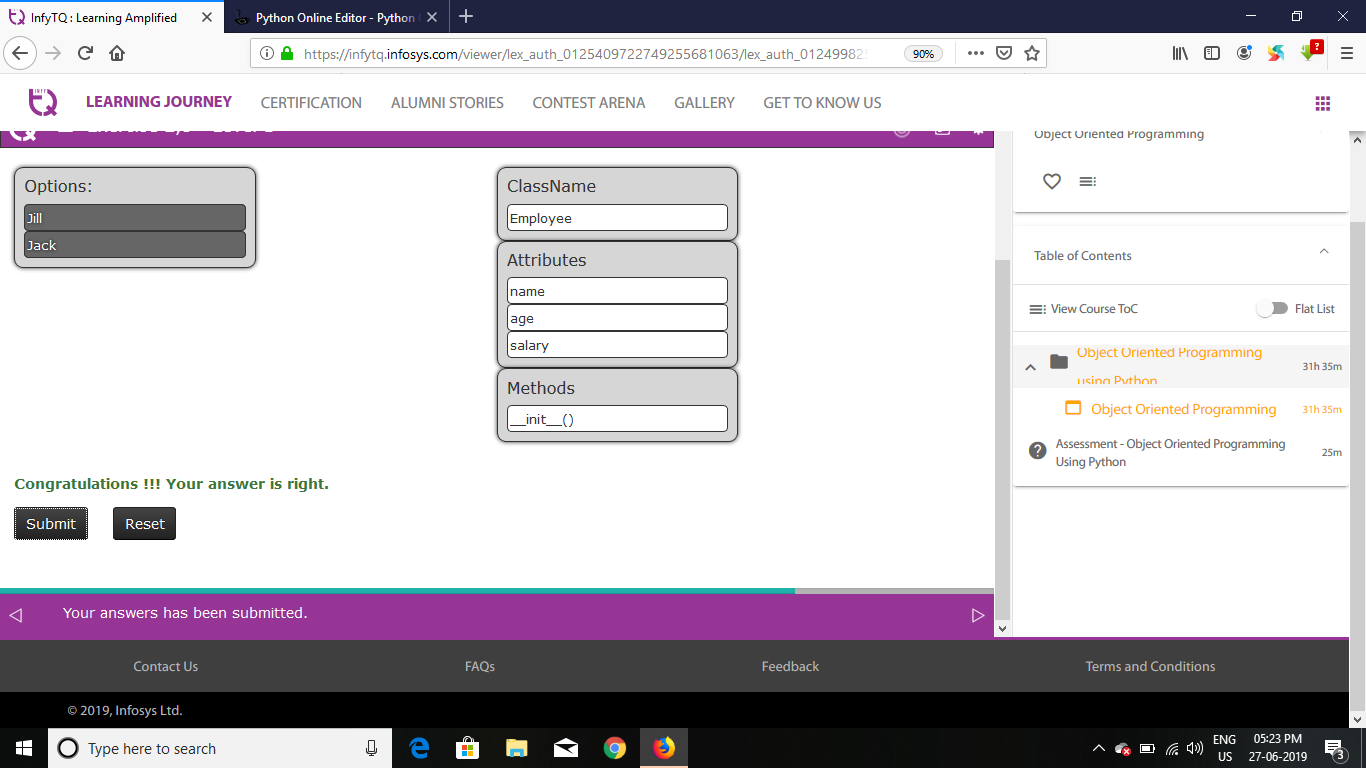 InfyTQ : Learning Amplified
Python Online Editor - Python
https://infytq.infosys.com/viewer/lex_auth_0125409722749255681063/lex_auth_01249982
90%
?
INFY
TQ
LEARNING JOURNEY
CERTIFICATION
ALUMNI STORIES
CONTEST ARENA
GALLERY
GET TO KNOW US
Options:
Jill
Jack
ClassName
Employee
Attributes
name
age
salary
Methods
__init__()
Congratulations !!! Your answer is right.
Submit
Reset
Your answers has been submitted.
Object Oriented Programming
Table of Contents
View Course ToC
Flat List
Object Oriented Programming
using Python
31h 35m
Object Oriented Programming
31h 35m
Assessment - Object Oriented Programming
Using Python
25m
Contact Us
FAQs
Feedback
Terms and Conditions
© 2019, Infosys Ltd.
Type here to search
ENG
US
05:23 PM
27-06-2019
3